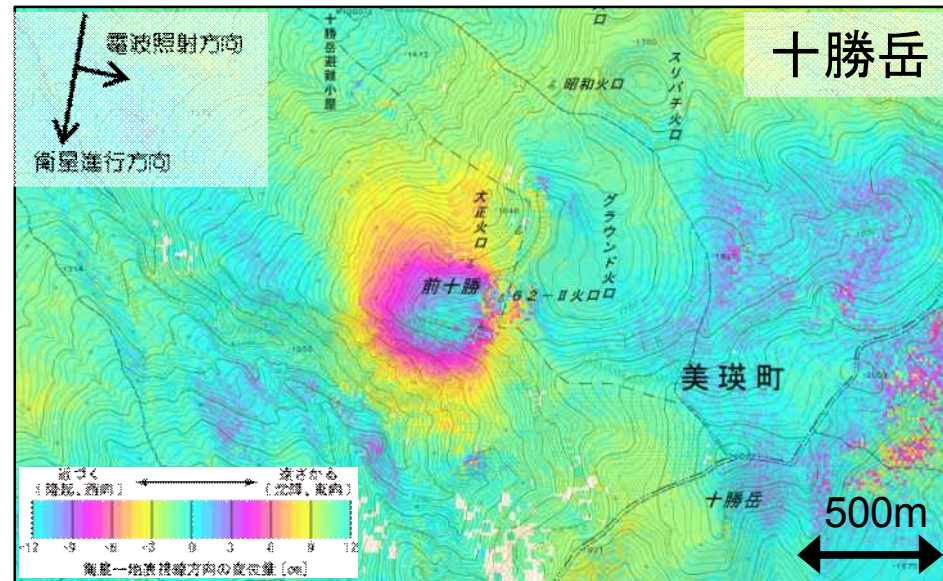 十勝岳
電波照射方向
衛星進行方向
十勝岳避難小屋
昭和火口
スリバチ火口
大正火口
グラウンド火口
前十勝
62-Ⅱ火口
美瑛町
十勝岳
500m
近づく
(隆起、西向)
遠ざかる
(沈降、東向)
-12 -9 -6 -3 0 3 6 9 12
衛星-地表視線方向の変位量 [cm]